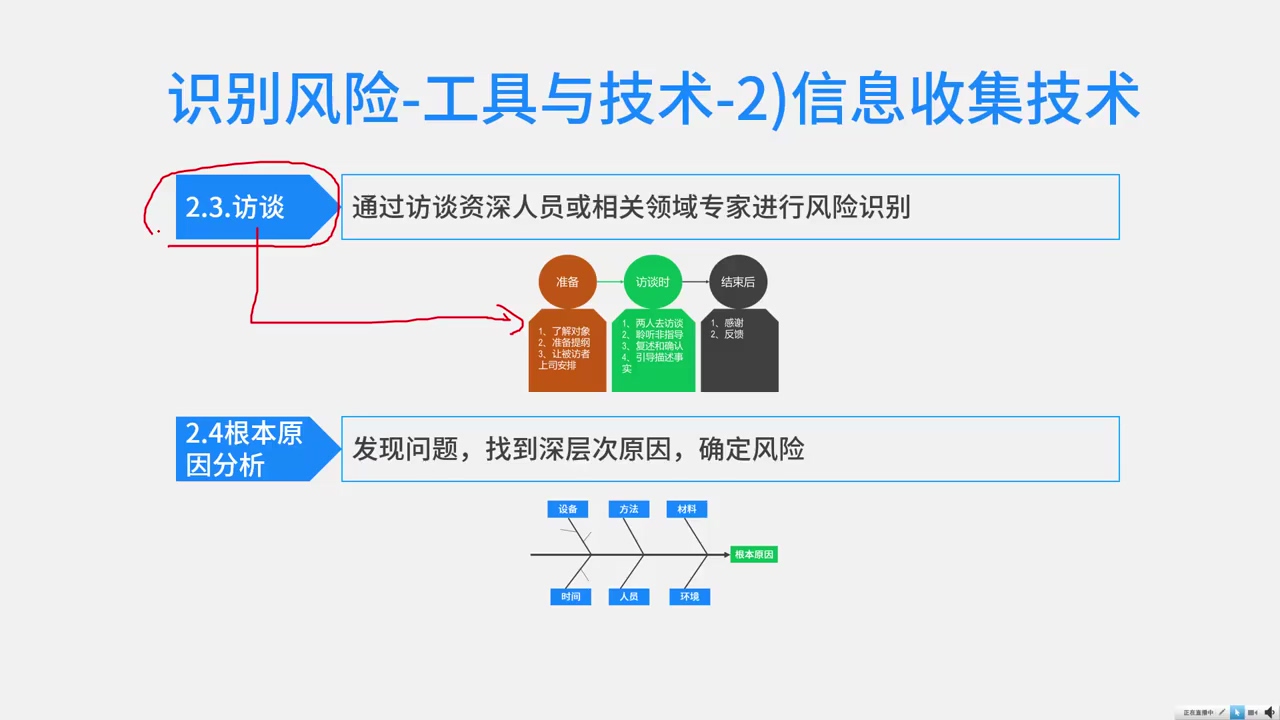 识别风险-工具与技术-2)信息收集技术
2.3.访谈
通过访谈资深人员或相关领域专家进行风险识别
准备
访谈时
结束后
1、了解对象
2、准备提纲
3、让被访者
上司安排
1、两人去访谈
2、聆听非指导
3、复述和确认
4、引导描述事
实
1、感谢
2、反馈
2.4根本原
因分析
发现问题，找到深层次原因，确定风险
设备
方法
材料
根本原因
时间
人员
环境
正在直播中